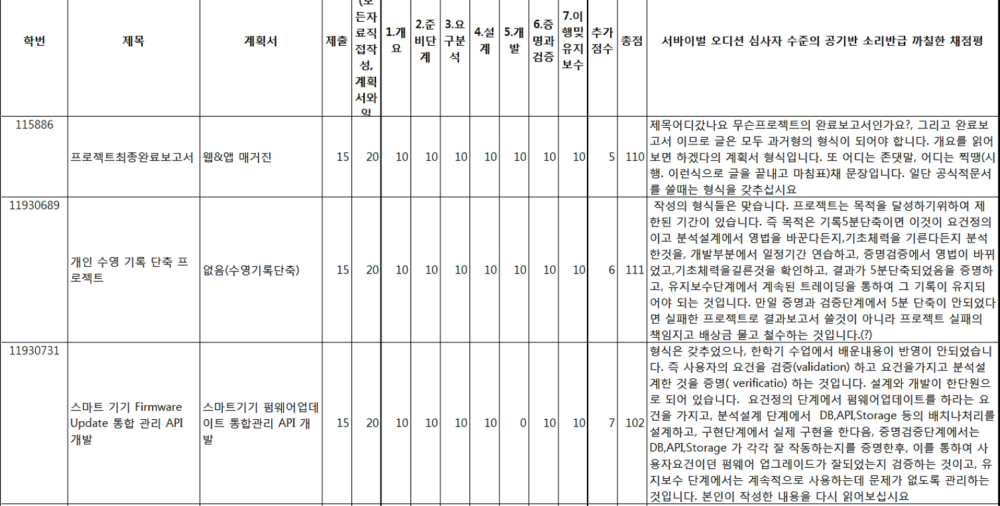 학번
제목
계획서
제출
(모
든자
료직
접작
성,
계획
서와
일
1.개
요
2.준
비단
계
3.요
구분
석
4.설
계
5.개
발
6.증
명과
검증
7.이
행및
유지
보수
추가
점수
총점
서바이벌 오디션 심사자 수준의 공기반 소리반급 까칠한 채점평
115886
프로젝트최종완료보고서
웹&앱 매거진
15
20
10
10
10
10
10
10
10
5
110
제목어디갔나요 무슨프로젝트의 완료보고서인가요?, 그리고 완료보
고서 이므로 글은 모두 과거형의 형식이 되어야 합니다. 개요를 읽어
보면 하겠다의 계획서 형식입니다. 또 어디는 존댓말, 어디는 찍땡(시
행. 이런식으로 글을 끝내고 마침표)채 문장입니다. 일단 공식적문서
를 쓸때는 형식을 갖추십시요
11930689
개인 수영 기록 단축 프
로젝트
없음(수영기록단축)
15
20
10
10
10
10
10
10
10
6
111
작성의 형식들은 맞습니다. 프로젝트는 목적을 달성하기위하여 제
한된 기간이 있습니다. 즉 목적은 기록5분단축이면 이것이 요건정의
이고 분석설계에서 영법을 바꾼다든지,기초체력을 기른다든지 분석
한것을, 개발부분에서 일정기간 연습하고, 증명검증에서 영법이 바뀌
었고,기초체력을길른것을 확인하고, 결과가 5분단축되었음을 증명하
고, 유지보수단계에서 계속된 트레이딩을 통하여 그 기록이 유지되
어야 되는 것입니다. 만일 증명과 검증단계에서 5분 단축이 안되었다
면 실패한 프로젝트로 결과보고서 쓸것이 아니라 프로젝트 실패의
책임지고 배상금 물고 철수하는 것입니다.(?)
11930731
스마트 기기 Firmware
Update 통합 관리 API
개발
스마트기기 펌웨어업데
이트 통합관리 API 개
발
15
20
10
10
10
10
0
10
10
7
102
형식은 갖추었으나, 한학기 수업에서 배운내용이 반영이 안되었습니
다. 즉 사용자의 요건을 검증(validation) 하고 요건을가지고 분석설
계한 것을 증명( verificatio) 하는 것입니다. 설계와 개발이 한단원으
로 되어 있습니다. 요건정의 단계에서 펌웨어업데이트를 하라는 요
건을 가지고, 분석설계 단계에서 DB,API,Storage 등의 배치나처리를
설계하고, 구현단계에서 실제 구현을 한다음, 증명검증단계에서는
DB,API,Storage 가 각각 잘 작동하는지를 증명한후, 이를 통하여 사
용자요건이던 펌웨어 업그레이드가 잘되었는지 검증하는 것이고, 유
지보수 단계에서는 계속적으로 사용하는데 문제가 없도록 관리하는
것입니다. 본인이 작성한 내용을 다시 읽어보십시요